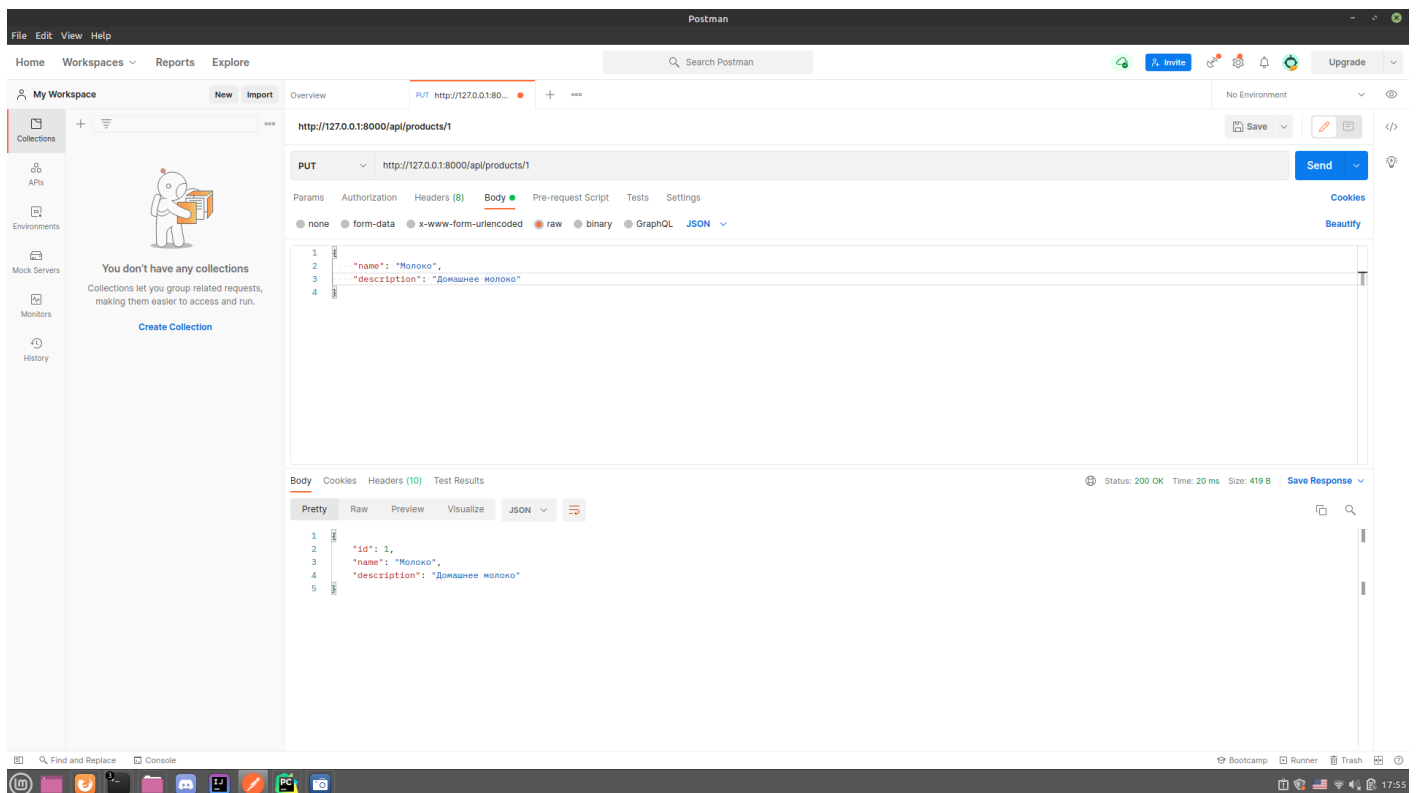 Postman
File Edit View Help
Home Workspaces Reports Explore Search Postman Invite Upgrade
My Workspace New Import Overview PUT http://127.0.0.1:80... No Environment
Collections
http://127.0.0.1:8000/api/products/1 Save
PUT http://127.0.0.1:8000/api/products/1 Send
APIs
Params Authorization Headers (8) Body Pre-request Script Tests Settings Cookies
Environments
none form-data x-www-form-urlencoded raw binary GraphQL JSON Beautify
Mock Servers
Monitors
History
You don't have any collections
Collections let you group related requests,
making them easier to access and run.
Create Collection
1 {
2 "name": "Молоко",
3 "description": "Домашнее молоко"
4 }
Body Cookies Headers (10) Test Results Status: 200 OK Time: 20 ms Size: 419 B Save Response
Pretty Raw Preview Visualize JSON
1 {
2 "id": 1,
3 "name": "Молоко",
4 "description": "Домашнее молоко"
5 }
Find and Replace Console Bootcamp Runner Trash
3 IJ PC 17:55